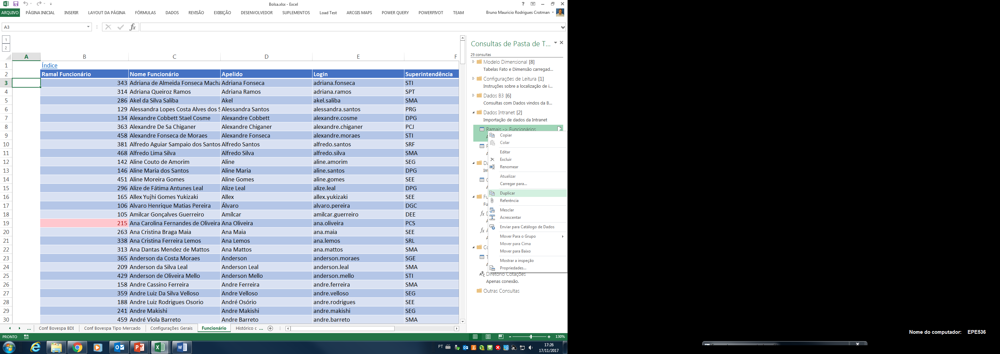 Bolsa.xlsx - Excel
ARQUIVO PÁGINA INICIAL INSERIR LAYOUT DA PÁGINA FÓRMULAS DADOS REVISÃO EXIBIÇÃO DESENVOLVEDOR SUPLEMENTOS Load Test ARCGIS MAPS POWER QUERY POWERPIVOT TEAM Bruno Mauricio Rodrigues Crotman
A3 fx
1
2
A B C D E F
1 Índice
2 Ramal Funcionário Nome Funcionário Apelido Login Superintendência
3 343 Adriana de Almeida Fonseca Macha Adriana Fonseca adriana.fonseca STI
4 314 Adriana Queiroz Ramos Adriana Ramos adriana.ramos SPT
5 286 Akel da Silva Saliba Akel akel.saliba SMA
6 129 Alessandra Lopes Costa Alves dos S Alessandra Santos alessandra.santos PRG
7 134 Alexandre Cobbett Stael Cosme Alexandre Cobbett alexandre.cosme DPG
8 363 Alexandre De Sa Chiganer Alexandre Chiganer alexandre.chiganer PCJ
9 458 Alexandre Fonseca de Moraes Alexandre Fonseca alexandre.moraes STI
10 381 Alfredo Aguiar Sampaio dos Santos Alfredo Santos alfredo.santos SRF
11 468 Alfredo Lima Silva Alfredo Silva alfredo.silva SMA
12 142 Aline Couto de Amorim Aline aline.amorim SEG
13 146 Aline Maria dos Santos Aline Maria aline.santos DPG
14 451 Aline Moreira Gomes Aline Gomes aline.gomes SEE
15 296 Alize de Fátima Antunes Leal Alize Leal alize.leal DPG
16 165 Allex Yujhi Gomes Yukizaki Allex allex.yukizaki SEE
17 106 Alvaro Henrique Matias Pereira Álvaro alvaro.pereira DGC
18 105 Amilcar Gonçalves Guerreiro Amílcar amilcar.guerreiro DEE
19 215 Ana Carolina Fernandes de Oliveira Ana Oliveira ana.oliveira PCS
20 263 Ana Cristina Braga Maia Ana Maia ana.maia SEE
21 338 Ana Cristina Ferreira Lemos Ana Lemos ana.lemos SRL
22 313 Ana Dantas Mendez de Mattos Ana Mattos ana.mattos SMA
23 365 Anderson da Costa Moraes Anderson anderson.moraes SGE
24 209 Anderson da Silva Leal Anderson Leal anderson.leal SMA
25 429 Anderson de Oliveira Mello Anderson Mello anderson.mello STI
26 158 Andre Cassino Ferreira Andre Ferreira andre.ferreira SMA
27 359 Andre Luiz Da Silva Velloso Andre Velloso andre.velloso SEG
28 188 Andre Luiz Rodrigues Osorio André Osório andre.rodrigues SEE
29 241 Andre Makishi Andre Makishi andre.makishi SEG
30 459 André Viola Barreto Andre Barreto andre.barreto SMA
... Conf Bovespa BDI Conf Bovespa Tipo Mercado Configurações Gerais Funcionário Histórico c ...
PRONTO 130%
Consultas de Pasta de T...
29 consultas
Modelo Dimensional [8]
Tabelas Fato e Dimensão carregad...
Configurações de Leitura [1]
Instruções sobre a localização de i...
Dados B3 [6]
Consultas com Dados vindos da B...
Dados Intranet [2]
Importação de dados da Intranet
Ramais -> Funcionários
Copiar
Colar
Editar
Excluir
Renomear
Atualizar
Carregar para...
Duplicar
Referência
Mesclar
Acrescentar
Enviar para Catálogo de Dados
Mover Para o Grupo
Mover para Cima
Mover para Baixo
Mostrar a inspeção
Propriedades...
Diretório Cotações
Apenas conexão.
Outras Consultas
PT 17:26
17/11/2017
Nome do computador: EPE536